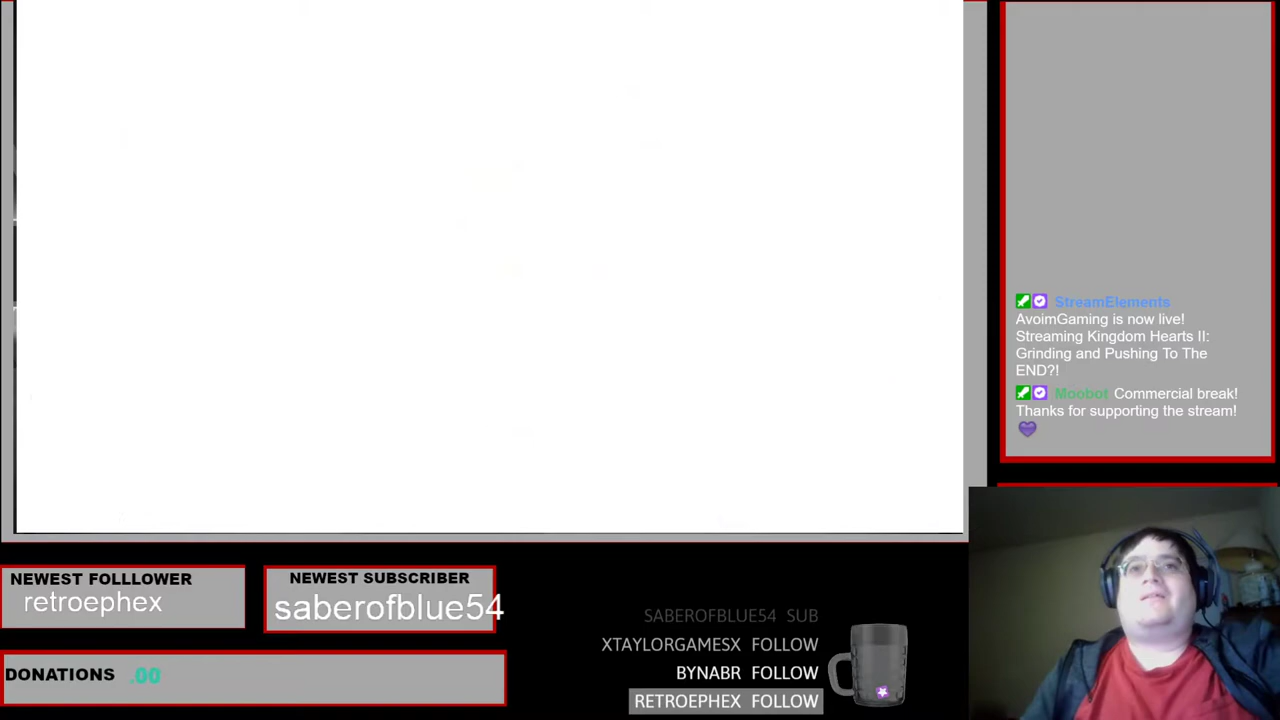 StreamElements
AvoimGaming is now live!
Streaming Kingdom Hearts II:
Grinding and Pushing To The
END?!
Moobot Commercial break!
Thanks for supporting the stream!
NEWEST FOLLLOWER
retroephex
NEWEST SUBSCRIBER
saberofblue54
DONATIONS .00
SABEROFBLUE54 SUB
XTAYLORGAMESX FOLLOW
BYNABR FOLLOW
RETROEPHEX FOLLOW